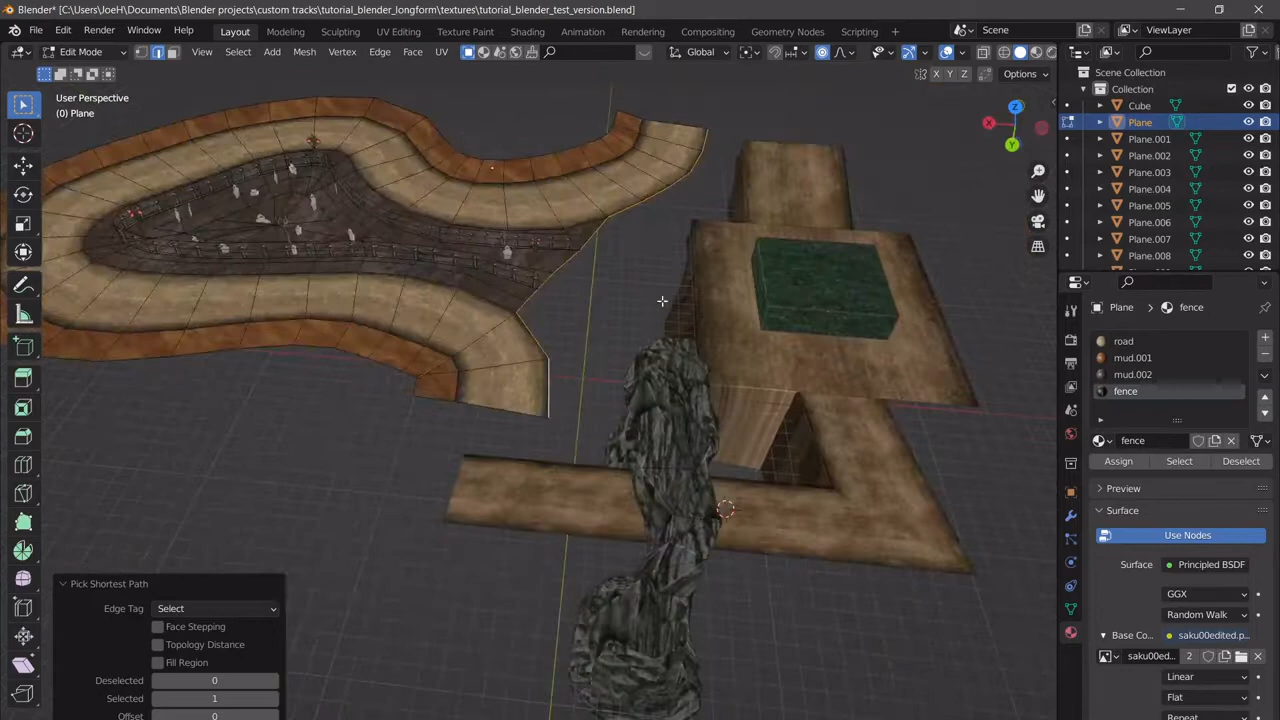 Blender* [C:\Users\JoeH\Documents\Blender projects\custom tracks\tutorial_blender_longform\textures\tutorial_blender_test_version.blend]
File Edit Render Window Help Layout Modeling Sculpting UV Editing Texture Paint Shading Animation Rendering Compositing Geometry Nodes Scripting Scene ViewLayer
Edit Mode View Select Add Mesh Vertex Edge Face UV Global
X Y Z Options
User Perspective
(0) Plane
Z
X
Y
Scene Collection
Collection
Cube
Plane
Plane.001
Plane.002
Plane.003
Plane.004
Plane.005
Plane.006
Plane.007
Plane.008
Plane fence
road
mud.001
mud.002
fence
fence
Assign Select Deselect
Preview
Surface
Use Nodes
Surface Principled BSDF
GGX
Random Walk
Base Co... saku00edited.p...
saku00ed... 2
Linear
Flat
Repeat
Pick Shortest Path
Edge Tag Select
Face Stepping
Topology Distance
Fill Region
Deselected 0
Selected 1
Offset 0